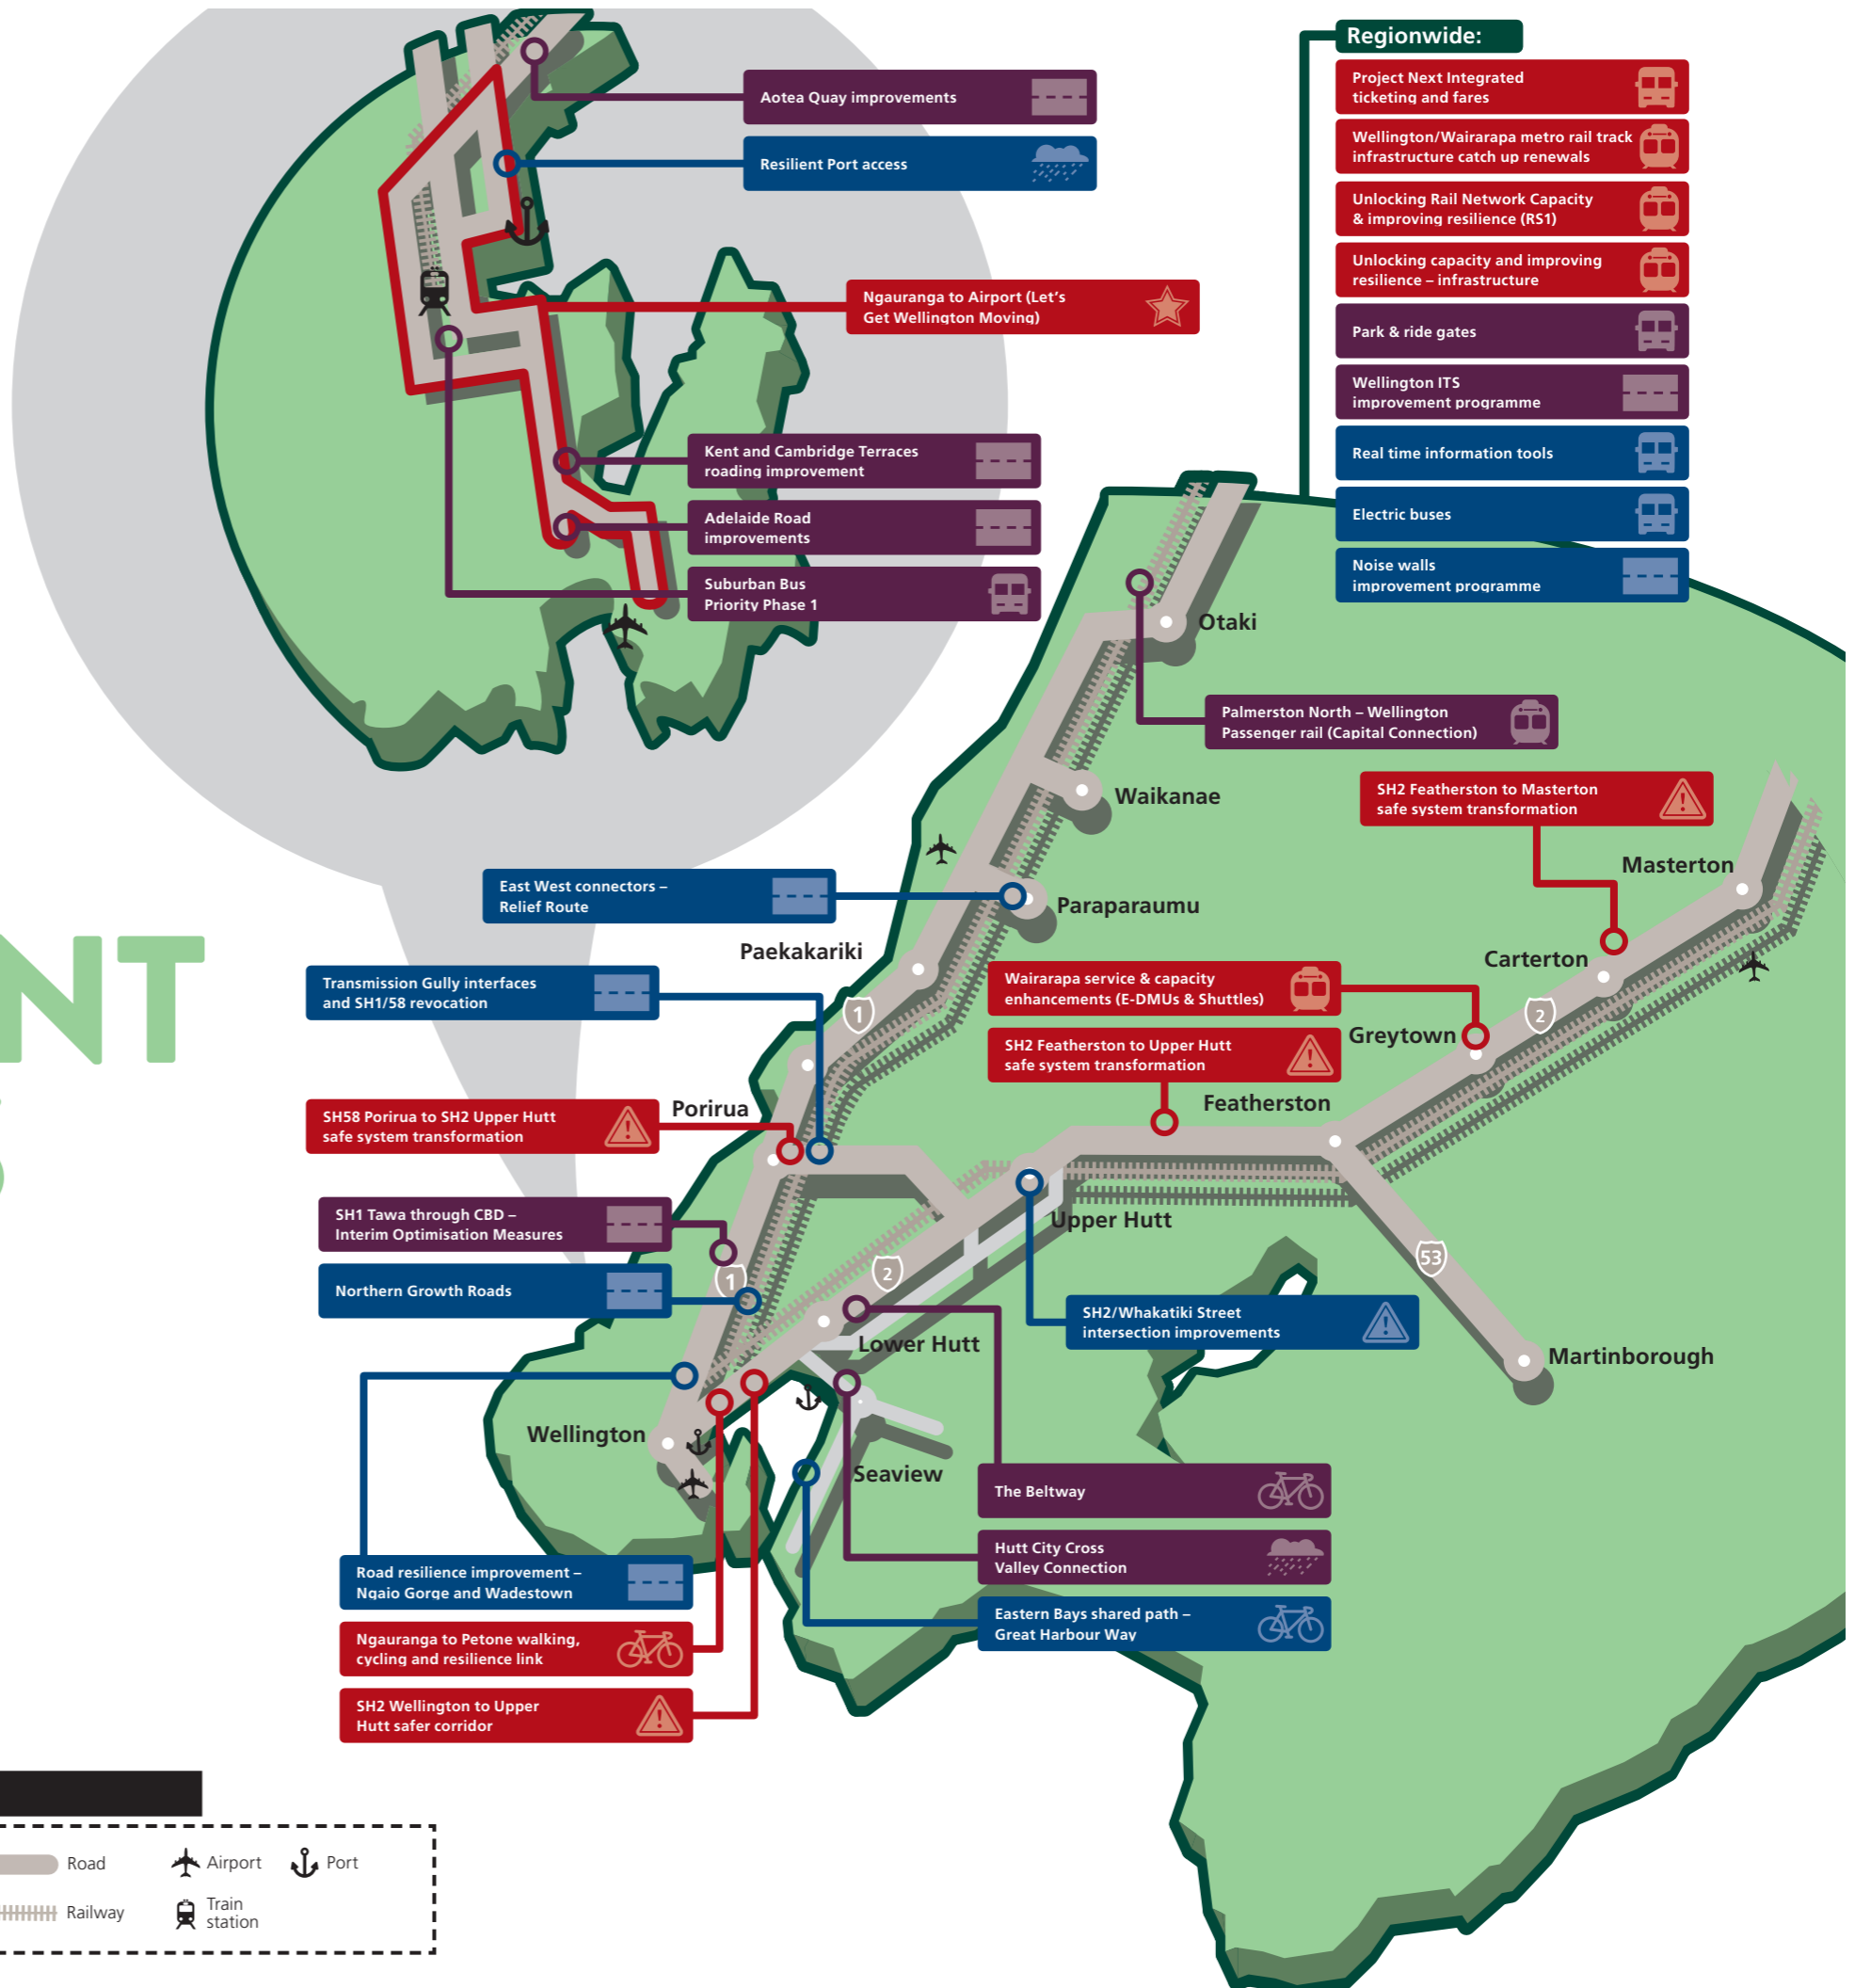 Regionwide:
Project Next Integrated
ticketing and fares
Wellington/Wairarapa metro rail track
infrastructure catch up renewals
Unlocking Rail Network Capacity
& improving resilience (RS1)
Unlocking capacity and improving
resilience – infrastructure
Park & ride gates
Wellington ITS
improvement programme
Real time information tools
Electric buses
Noise walls
improvement programme
Aotea Quay improvements
Resilient Port access
Ngauranga to Airport (Let's
Get Wellington Moving)
Kent and Cambridge Terraces
roading improvement
Adelaide Road
improvements
Suburban Bus
Priority Phase 1
Otaki
Palmerston North – Wellington
Passenger rail (Capital Connection)
Waikanae
SH2 Featherston to Masterton
safe system transformation
Masterton
East West connectors –
Relief Route
Paraparaumu
Paekakariki
Carterton
NT
Transmission Gully interfaces
and SH1/58 revocation
1
Wairarapa service & capacity
enhancements (E-DMUs & Shuttles)
2
Greytown
SH2 Featherston to Upper Hutt
safe system transformation
Featherston
SH58 Porirua to SH2 Upper Hutt
safe system transformation
Porirua
SH1 Tawa through CBD –
Interim Optimisation Measures
Upper Hutt
53
1
2
Northern Growth Roads
SH2/Whakatiki Street
intersection improvements
Lower Hutt
Martinborough
Wellington
Seaview
The Beltway
Hutt City Cross
Valley Connection
Eastern Bays shared path –
Great Harbour Way
Road resilience improvement –
Ngaio Gorge and Wadestown
Ngauranga to Petone walking,
cycling and resilience link
SH2 Wellington to Upper
Hutt safer corridor
Road
Airport
Port
Railway
Train
station